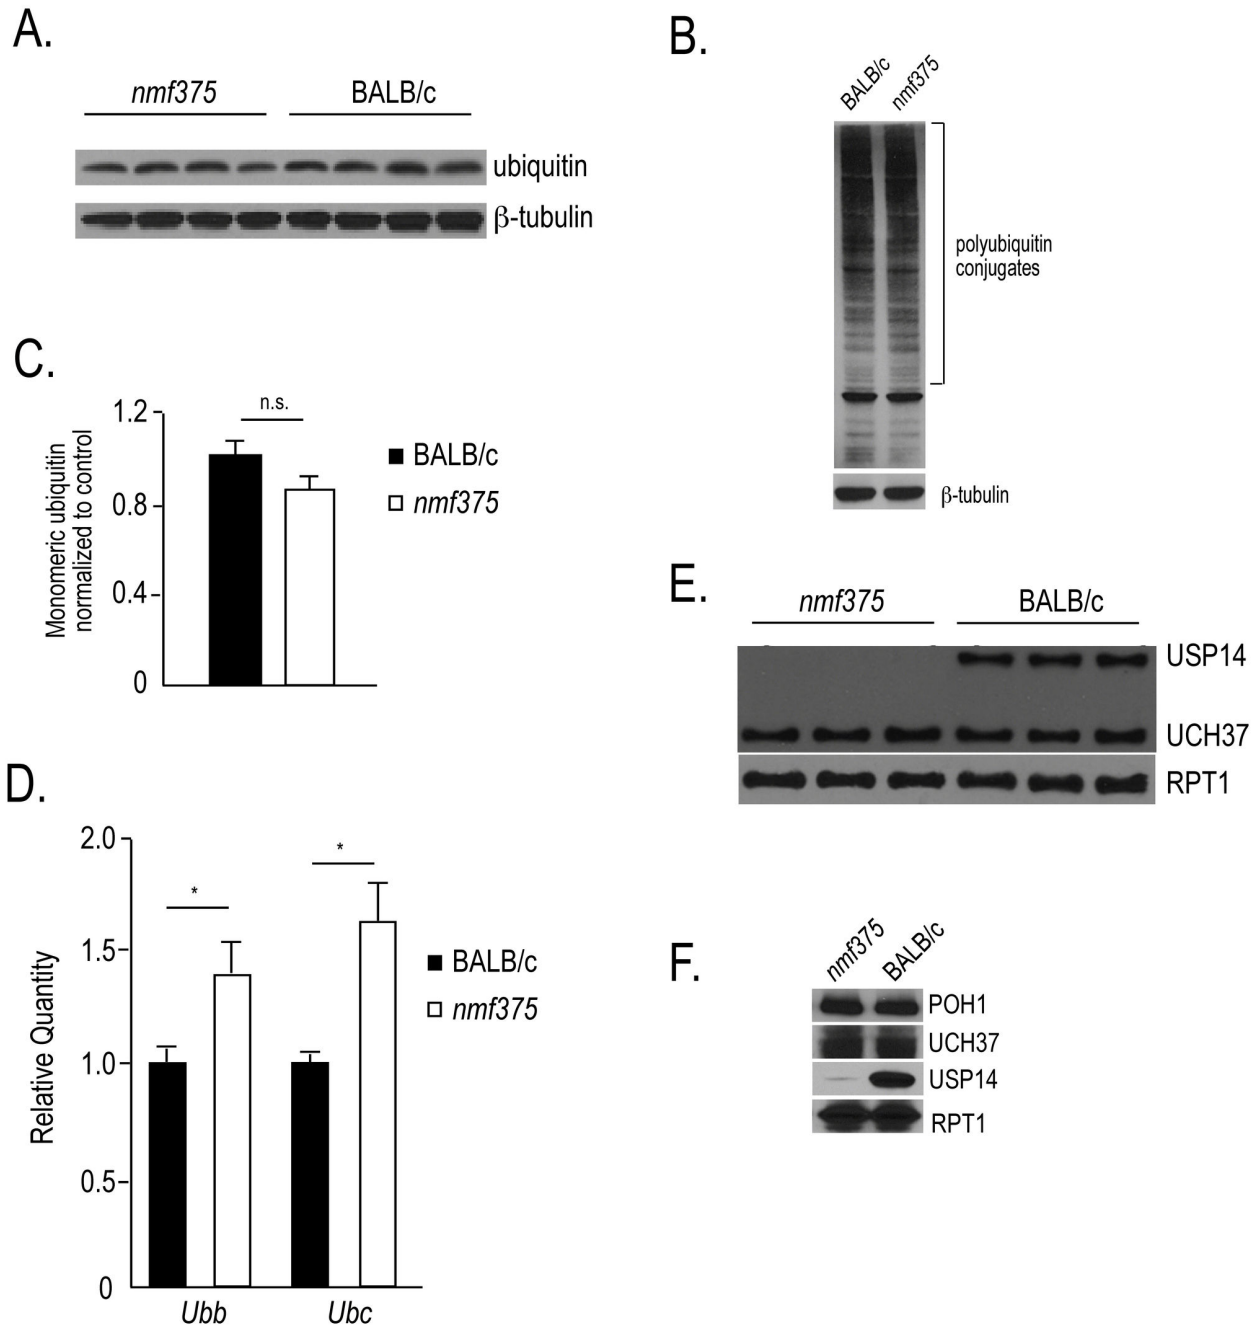 A.
nmf375 BALB/c
ubiquitin
β-tubulin
B.
BALB/c nmf375
polyubiquitin
conjugates
β-tubulin
C.
Monomeric ubiquitin
normalized to control
1.2
0.8
0.4
0
n.s.
BALB/c
nmf375
D.
Relative Quantity
2.0
1.5
1.0
0.5
0
*
*
BALB/c
nmf375
Ubb Ubc
E.
nmf375 BALB/c
USP14
UCH37
RPT1
F.
nmf375 BALB/c
POH1
UCH37
USP14
RPT1